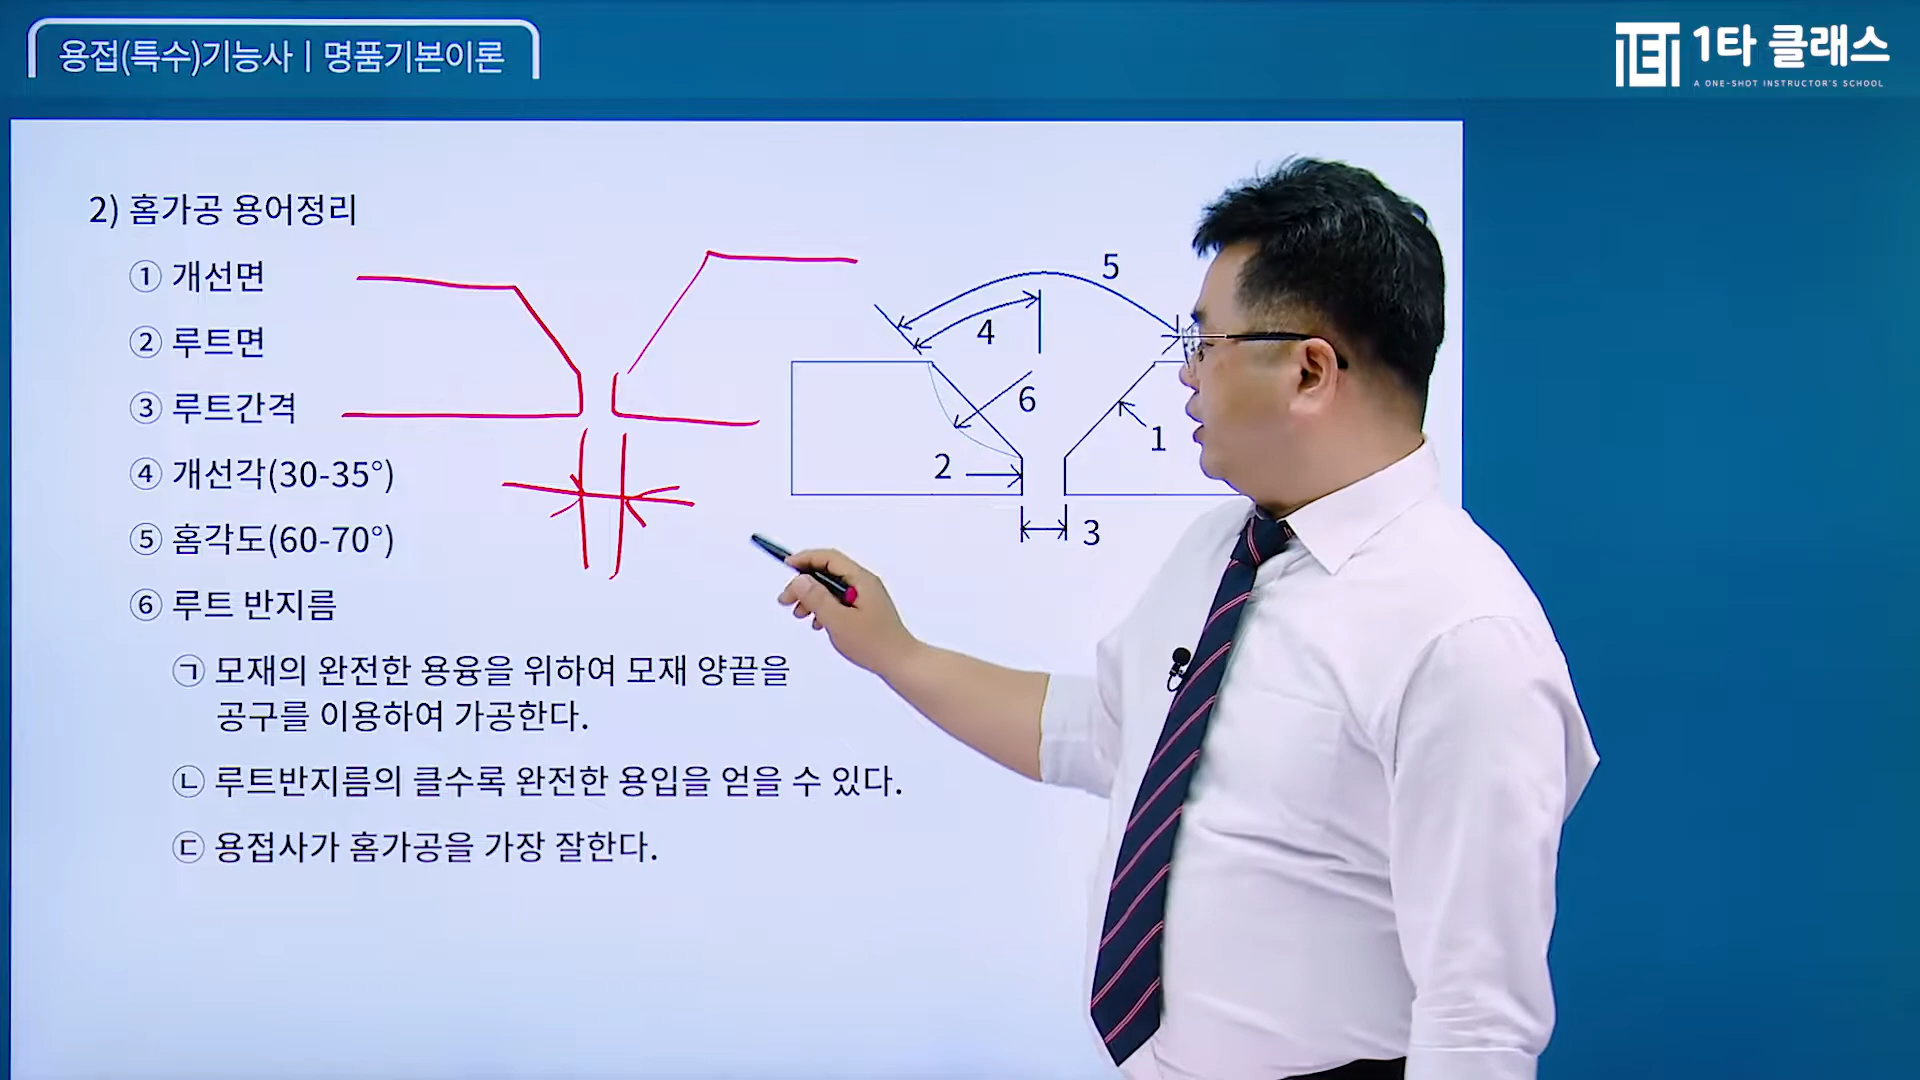 용접(특수)기능사 | 명품기본이론
1타 클래스
A ONE-SHOT INSTRUCTOR'S SCHOOL
2) 홈가공 용어정리
① 개선면
② 루트면
③ 루트간격
④ 개선각(30-35°)
⑤ 홈각도(60-70°)
⑥ 루트 반지름
㉠ 모재의 완전한 용융을 위하여 모재 양끝을
공구를 이용하여 가공한다.
㉡ 루트반지름의 클수록 완전한 용입을 얻을 수 있다.
㉢ 용접사가 홈가공을 가장 잘한다.
5
4
6
1
2
3